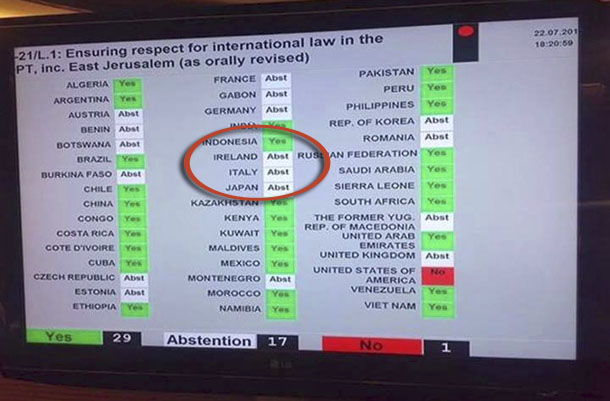 -21/L.1: Ensuring respect for international law in the
PT, inc. East Jerusalem (as orally revised)
22.07.201
18:20:59
ALGERIA Yes
ARGENTINA Yes
AUSTRIA Abst
BENIN Abst
BOTSWANA Abst
BRAZIL Yes
BURKINA FASO Abst
CHILE Yes
CHINA Yes
CONGO Yes
COSTA RICA Yes
COTE D'IVOIRE Yes
CUBA Yes
CZECH REPUBLIC Abst
ESTONIA Abst
ETHIOPIA Yes
FRANCE Abst
GABON Abst
GERMANY Abst
INDIA Yes
INDONESIA Yes
IRELAND Abst
ITALY Abst
JAPAN Abst
KAZAKHSTAN Yes
KENYA Yes
KUWAIT Yes
MALDIVES Yes
MEXICO Yes
MONTENEGRO Abst
MOROCCO Yes
NAMIBIA Yes
PAKISTAN Yes
PERU Yes
PHILIPPINES Yes
REP. OF KOREA Abst
ROMANIA Abst
RUSSIAN FEDERATION Yes
SAUDI ARABIA Yes
SIERRA LEONE Yes
SOUTH AFRICA Yes
THE FORMER YUG. Abst
REP. OF MACEDONIA
UNITED ARAB Yes
EMIRATES
UNITED KINGDOM Abst
UNITED STATES OF No
AMERICA
VENEZUELA Yes
VIET NAM Yes
Yes 29 Abstention 17 No 1
LG